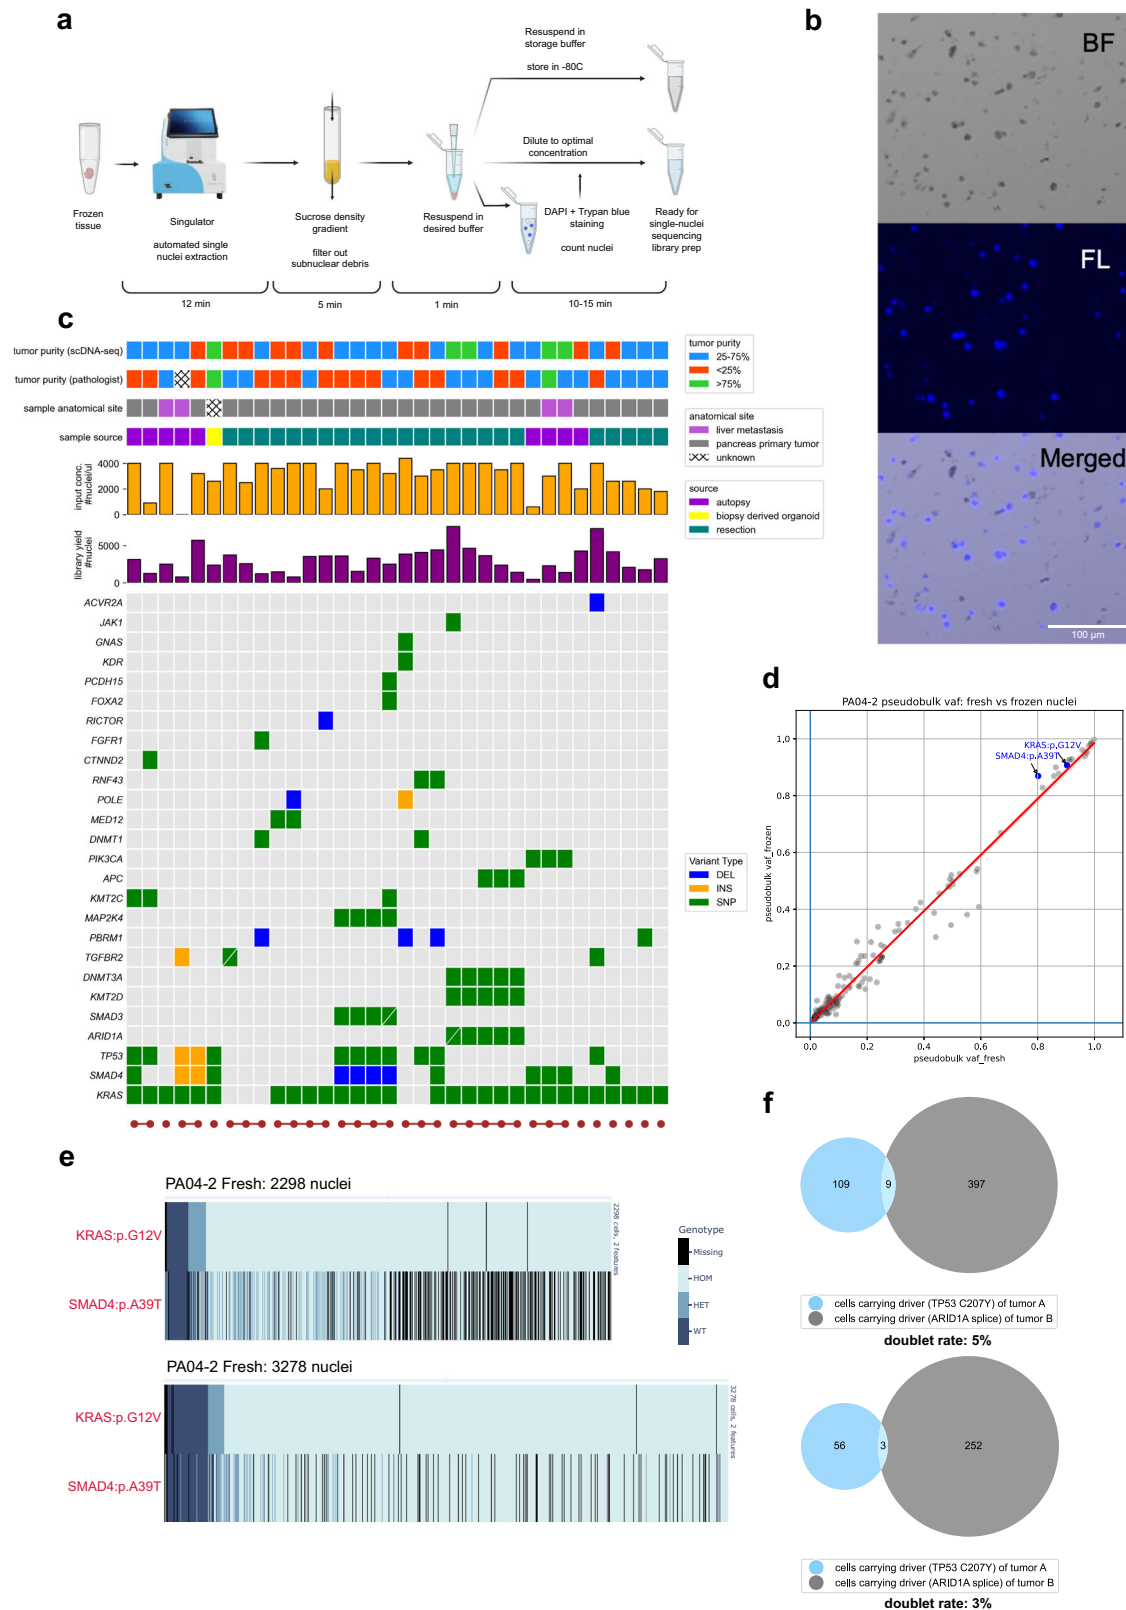 a
Frozen
tissue
Singulator
automated single
nuclei extraction
Sucrose density
gradient
filter out
subnuclear debris
Resuspend in
desired buffer
Resuspend in
storage buffer
store in -80C
Dilute to optimal
concentration
DAPI + Trypan blue
staining
count nuclei
Ready for
single-nuclei
sequencing
library prep
12 min
5 min
1 min
10-15 min
b
BF
FL
Merged
100 µm
c
tumor purity (scDNA-seq)
tumor purity (pathologist)
sample anatomical site
sample source
input conc.
#nuclei/ul
4000
2000
0
library yield
#nuclei
5000
0
tumor purity
25-75%
<25%
>75%
anatomical site
liver metastasis
pancreas primary tumor
unknown
source
autopsy
biopsy derived organoid
resection
ACVR2A
JAK1
GNAS
KDR
PCDH15
FOXA2
RICTOR
FGFR1
CTNND2
RNF43
POLE
MED12
DNMT1
PIK3CA
APC
KMT2C
MAP2K4
PBRM1
TGFBR2
DNMT3A
KMT2D
SMAD3
ARID1A
TP53
SMAD4
KRAS
Variant Type
DEL
INS
SNP
d
PA04-2 pseudobulk vaf: fresh vs frozen nuclei
pseudobulk vaf_frozen
1.0
0.8
0.6
0.4
0.2
0.0
KRAS:p.G12V
SMAD4:p.A39T
0.0 0.2 0.4 0.6 0.8 1.0
pseudobulk vaf_fresh
e
PA04-2 Fresh: 2298 nuclei
KRAS:p.G12V
SMAD4:p.A39T
2298 cells, 2 features
Genotype
Missing
HOM
HET
WT
PA04-2 Fresh: 3278 nuclei
KRAS:p.G12V
SMAD4:p.A39T
3278 cells, 2 features
f
109 9 397
cells carrying driver (TP53 C207Y) of tumor A
cells carrying driver (ARID1A splice) of tumor B
doublet rate: 5%
56 3 252
cells carrying driver (TP53 C207Y) of tumor A
cells carrying driver (ARID1A splice) of tumor B
doublet rate: 3%